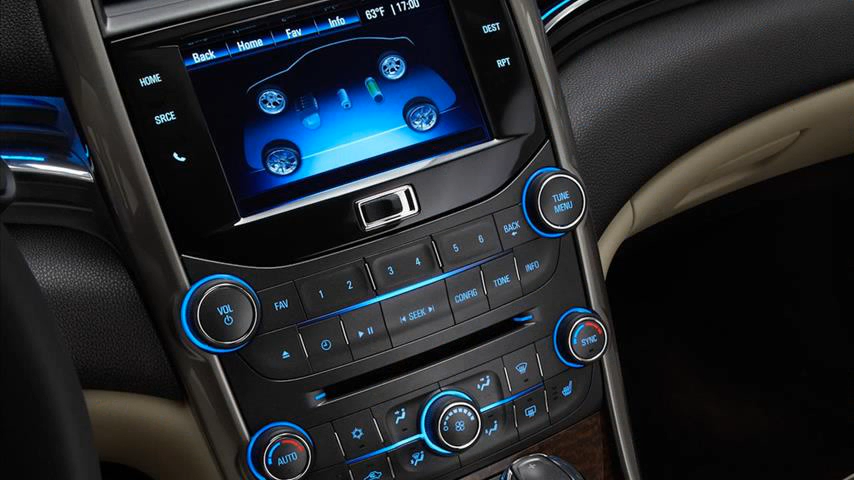 Back Home Fav Info 63°F | 17:00
HOME
SRCE
DEST
RPT
TUNE
MENU
VOL
FAV
1 2
3 4
5 6
BACK
SEEK
CONFIG
TONE
INFO
SYNC
AUTO